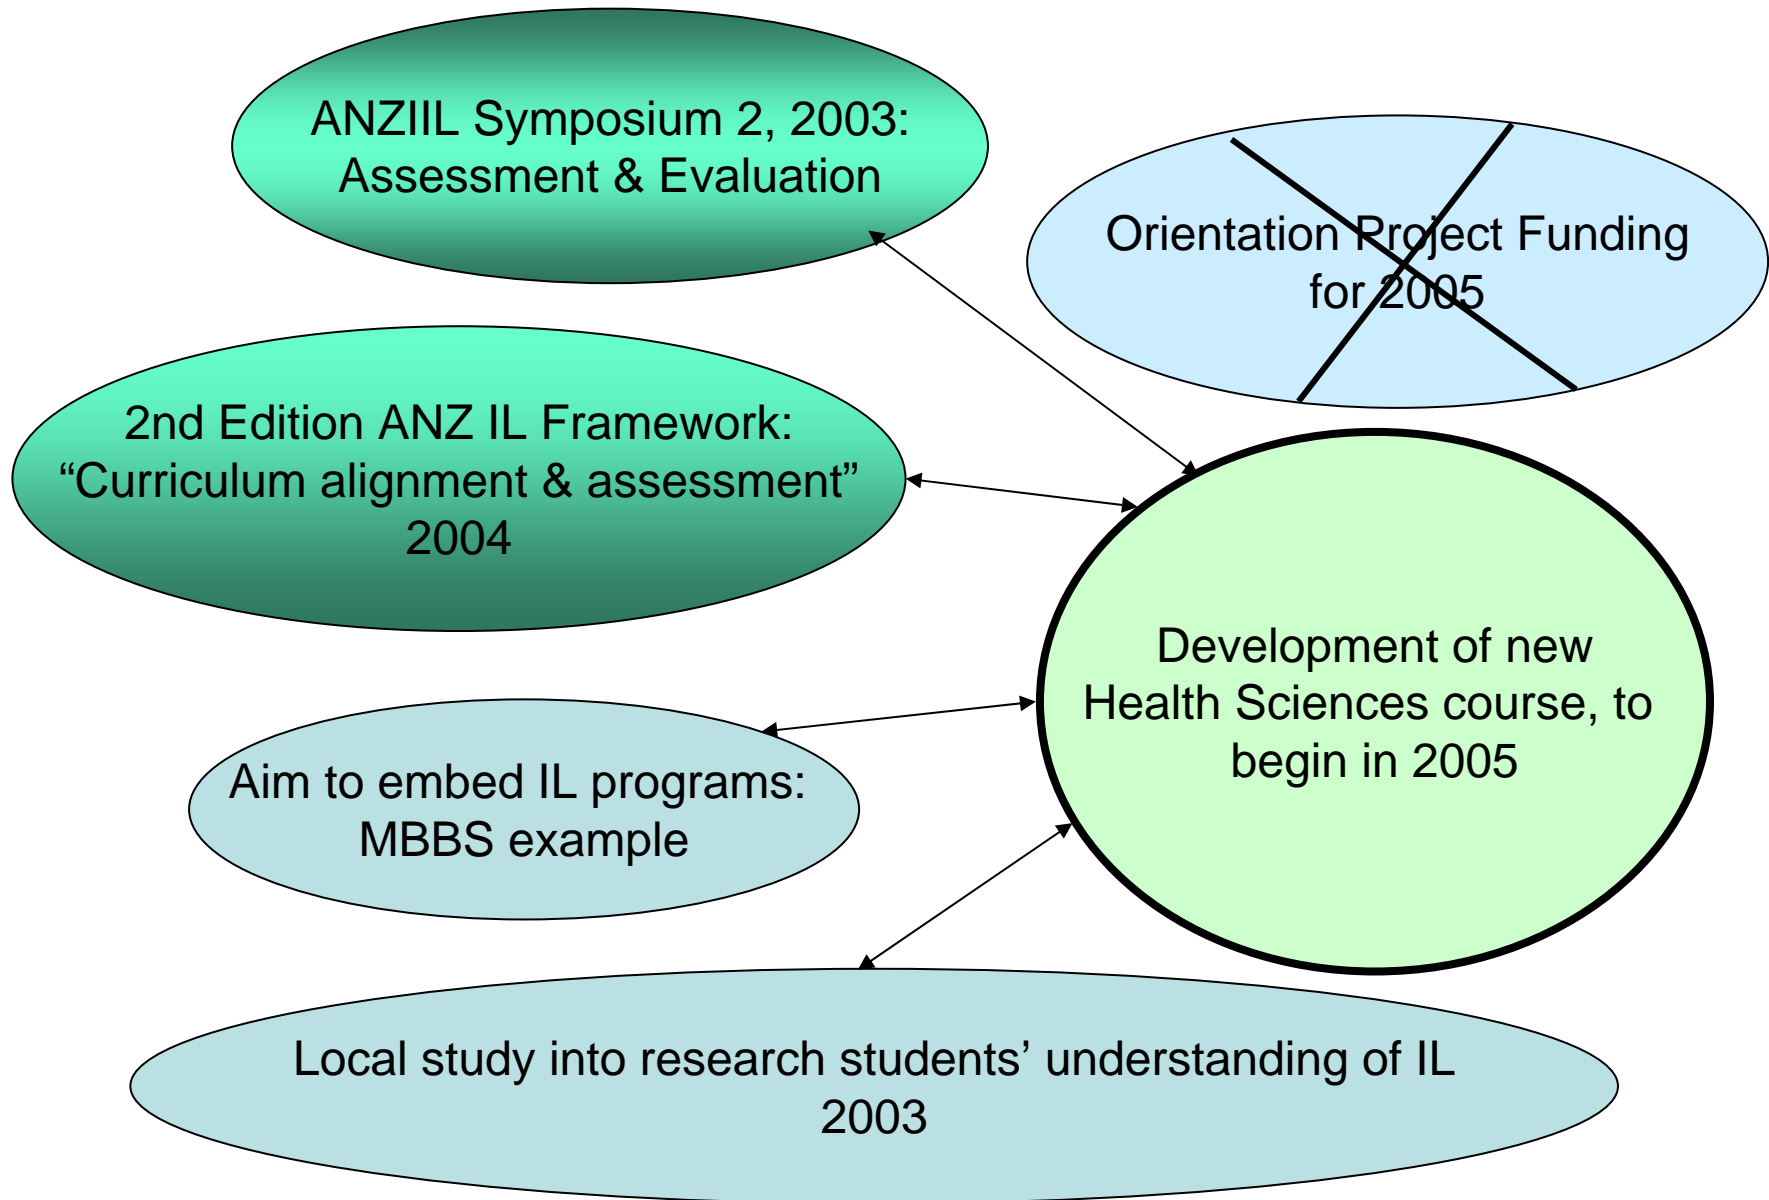 ANZIIL Symposium 2, 2003:
Assessment & Evaluation
Orientation Project Funding
for 2005
2nd Edition ANZ IL Framework:
“Curriculum alignment & assessment”
2004
Development of new
Health Sciences course, to
begin in 2005
Aim to embed IL programs:
MBBS example
Local study into research students’ understanding of IL
2003